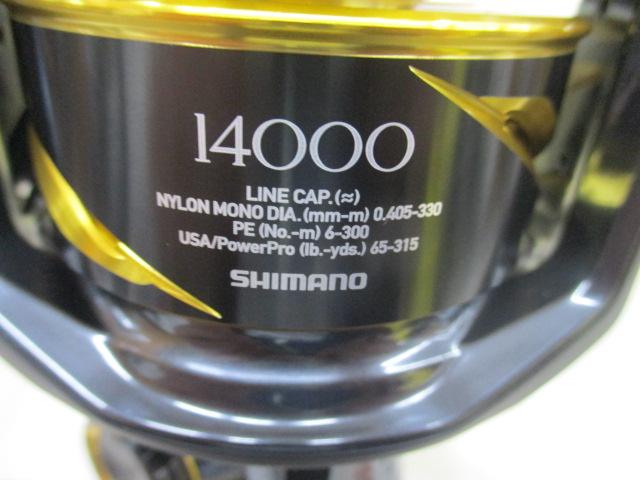 14000
LINE CAP.(≈)
NYLON MONO DIA.(mm-m) 0.405-330
PE (No.-m) 6-300
USA/PowerPro (lb.-yds.) 65-315
SHIMANO